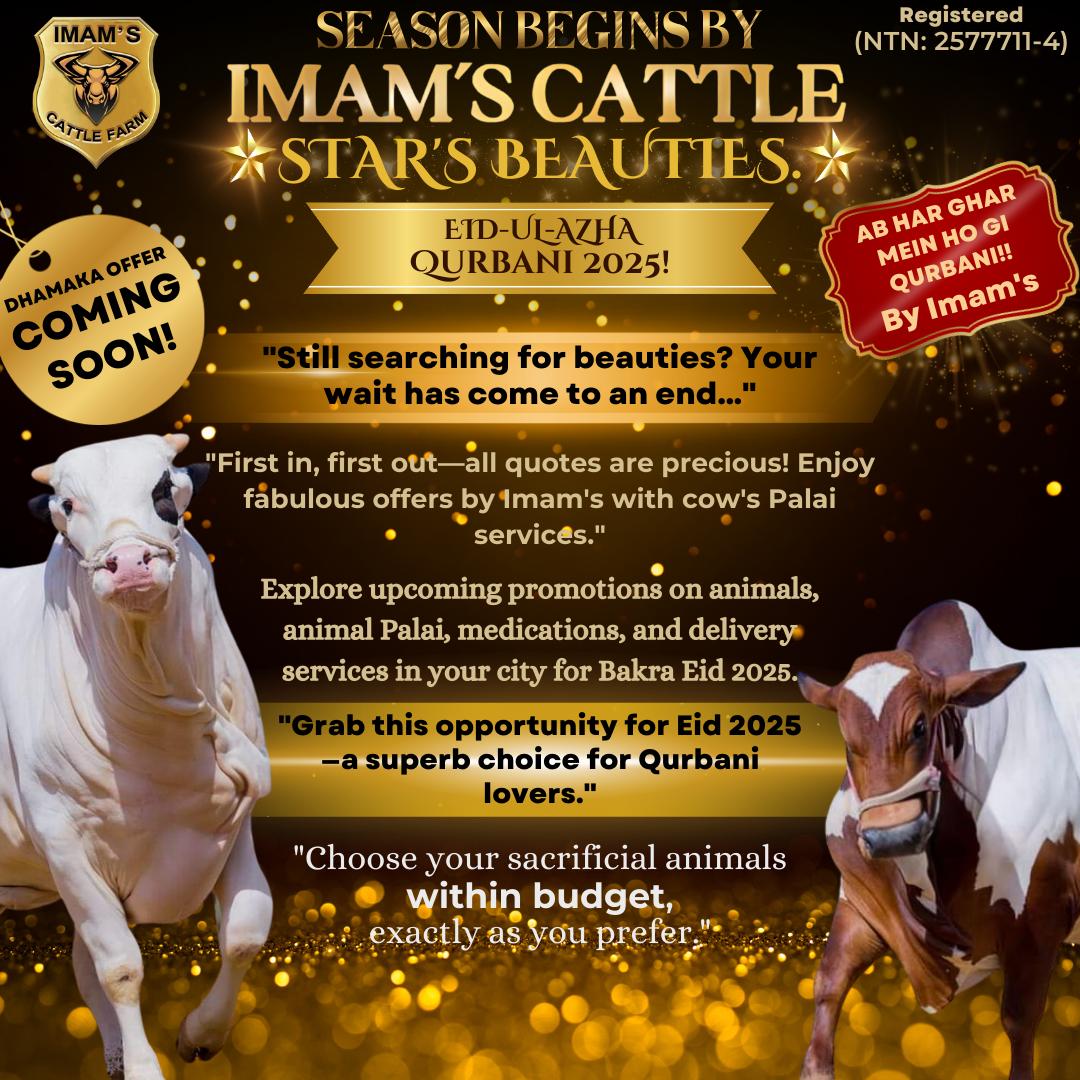 IMAM'S
CATTLE FARM
SEASON BEGINS BY
IMAM'S CATTLE
STAR'S BEAUTIES.
Registered
(NTN: 2577711-4)
EID-UL-AZHA
QURBANI 2025!
AB HAR GHAR
MEIN HO GI
QURBANI!!
By Imam's
DHAMAKA OFFER
COMING
SOON!
"Still searching for beauties? Your
wait has come to an end..."
"First in, first out—all quotes are precious! Enjoy
fabulous offers by Imam's with cow's Palai
services."
Explore upcoming promotions on animals,
animal Palai, medications, and delivery
services in your city for Bakra Eid 2025.
"Grab this opportunity for Eid 2025
—a superb choice for Qurbani
lovers."
"Choose your sacrificial animals
within budget,
exactly as you prefer."